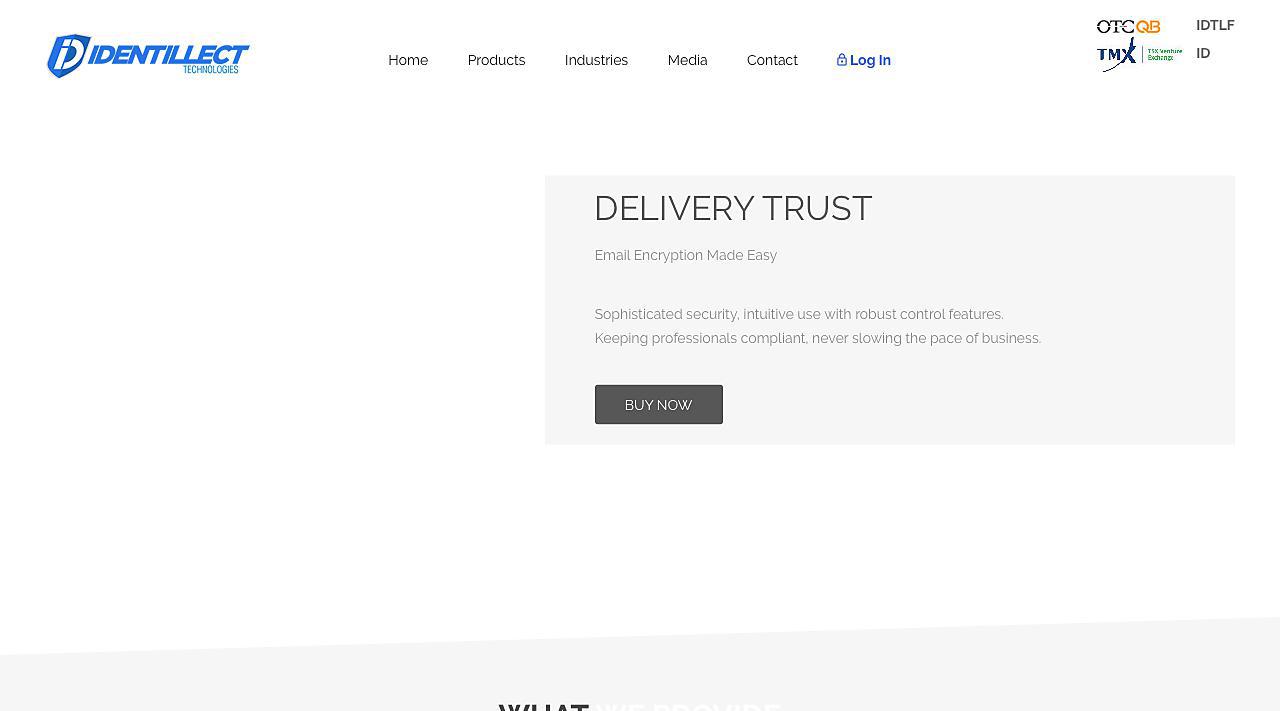 IDENTILLECT
TECHNOLOGIES
Home
Products
Industries
Media
Contact
Log In
OTCQB
IDTLF
TMX
TSX Venture
Exchange
ID
DELIVERY TRUST
Email Encryption Made Easy
Sophisticated security, intuitive use with robust control features.
Keeping professionals compliant, never slowing the pace of business.
BUY NOW
WHAT WE PROVIDE